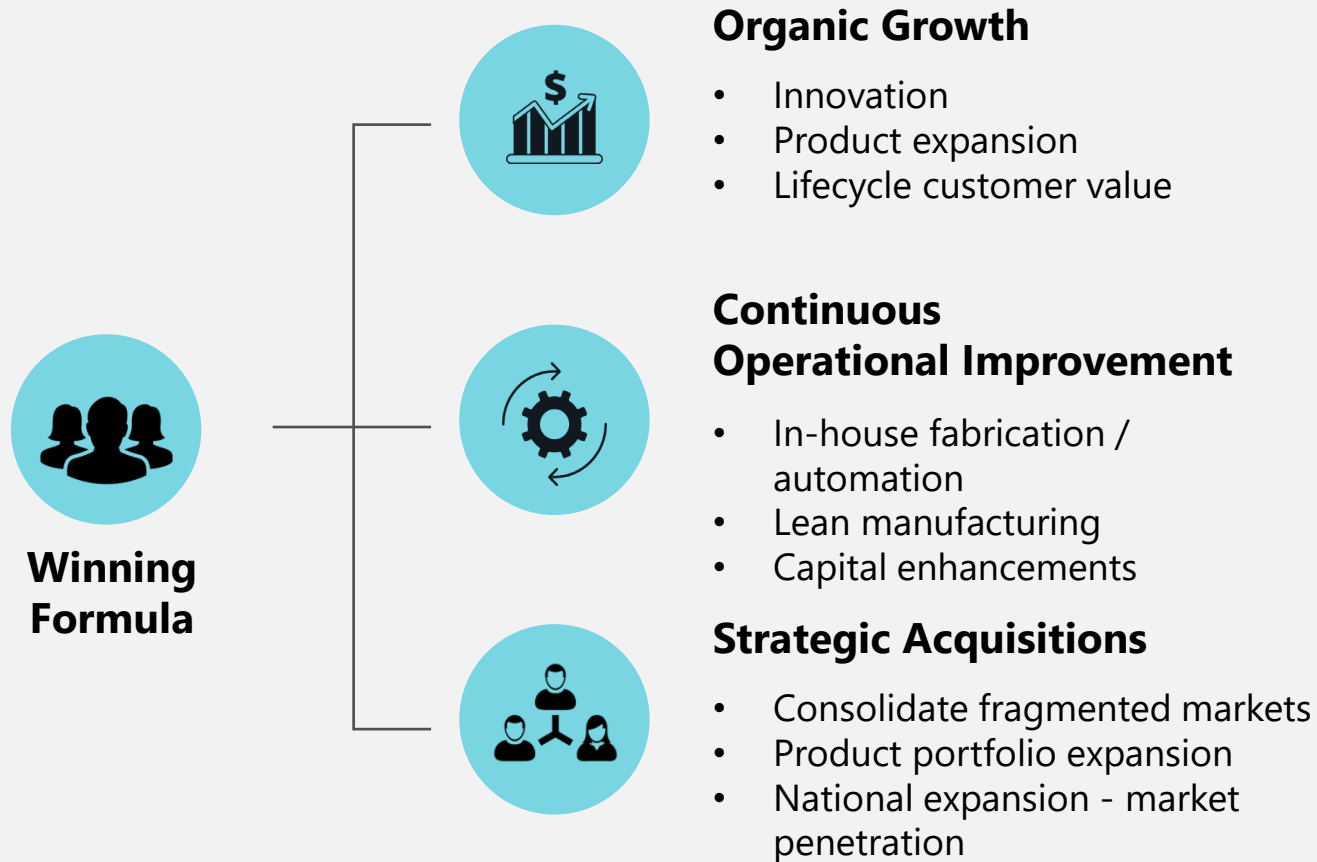 Winning
Formula
$
Organic Growth
• Innovation
• Product expansion
• Lifecycle customer value
Continuous
Operational Improvement
• In-house fabrication /
automation
• Lean manufacturing
• Capital enhancements
Strategic Acquisitions
• Consolidate fragmented markets
• Product portfolio expansion
• National expansion - market
penetration